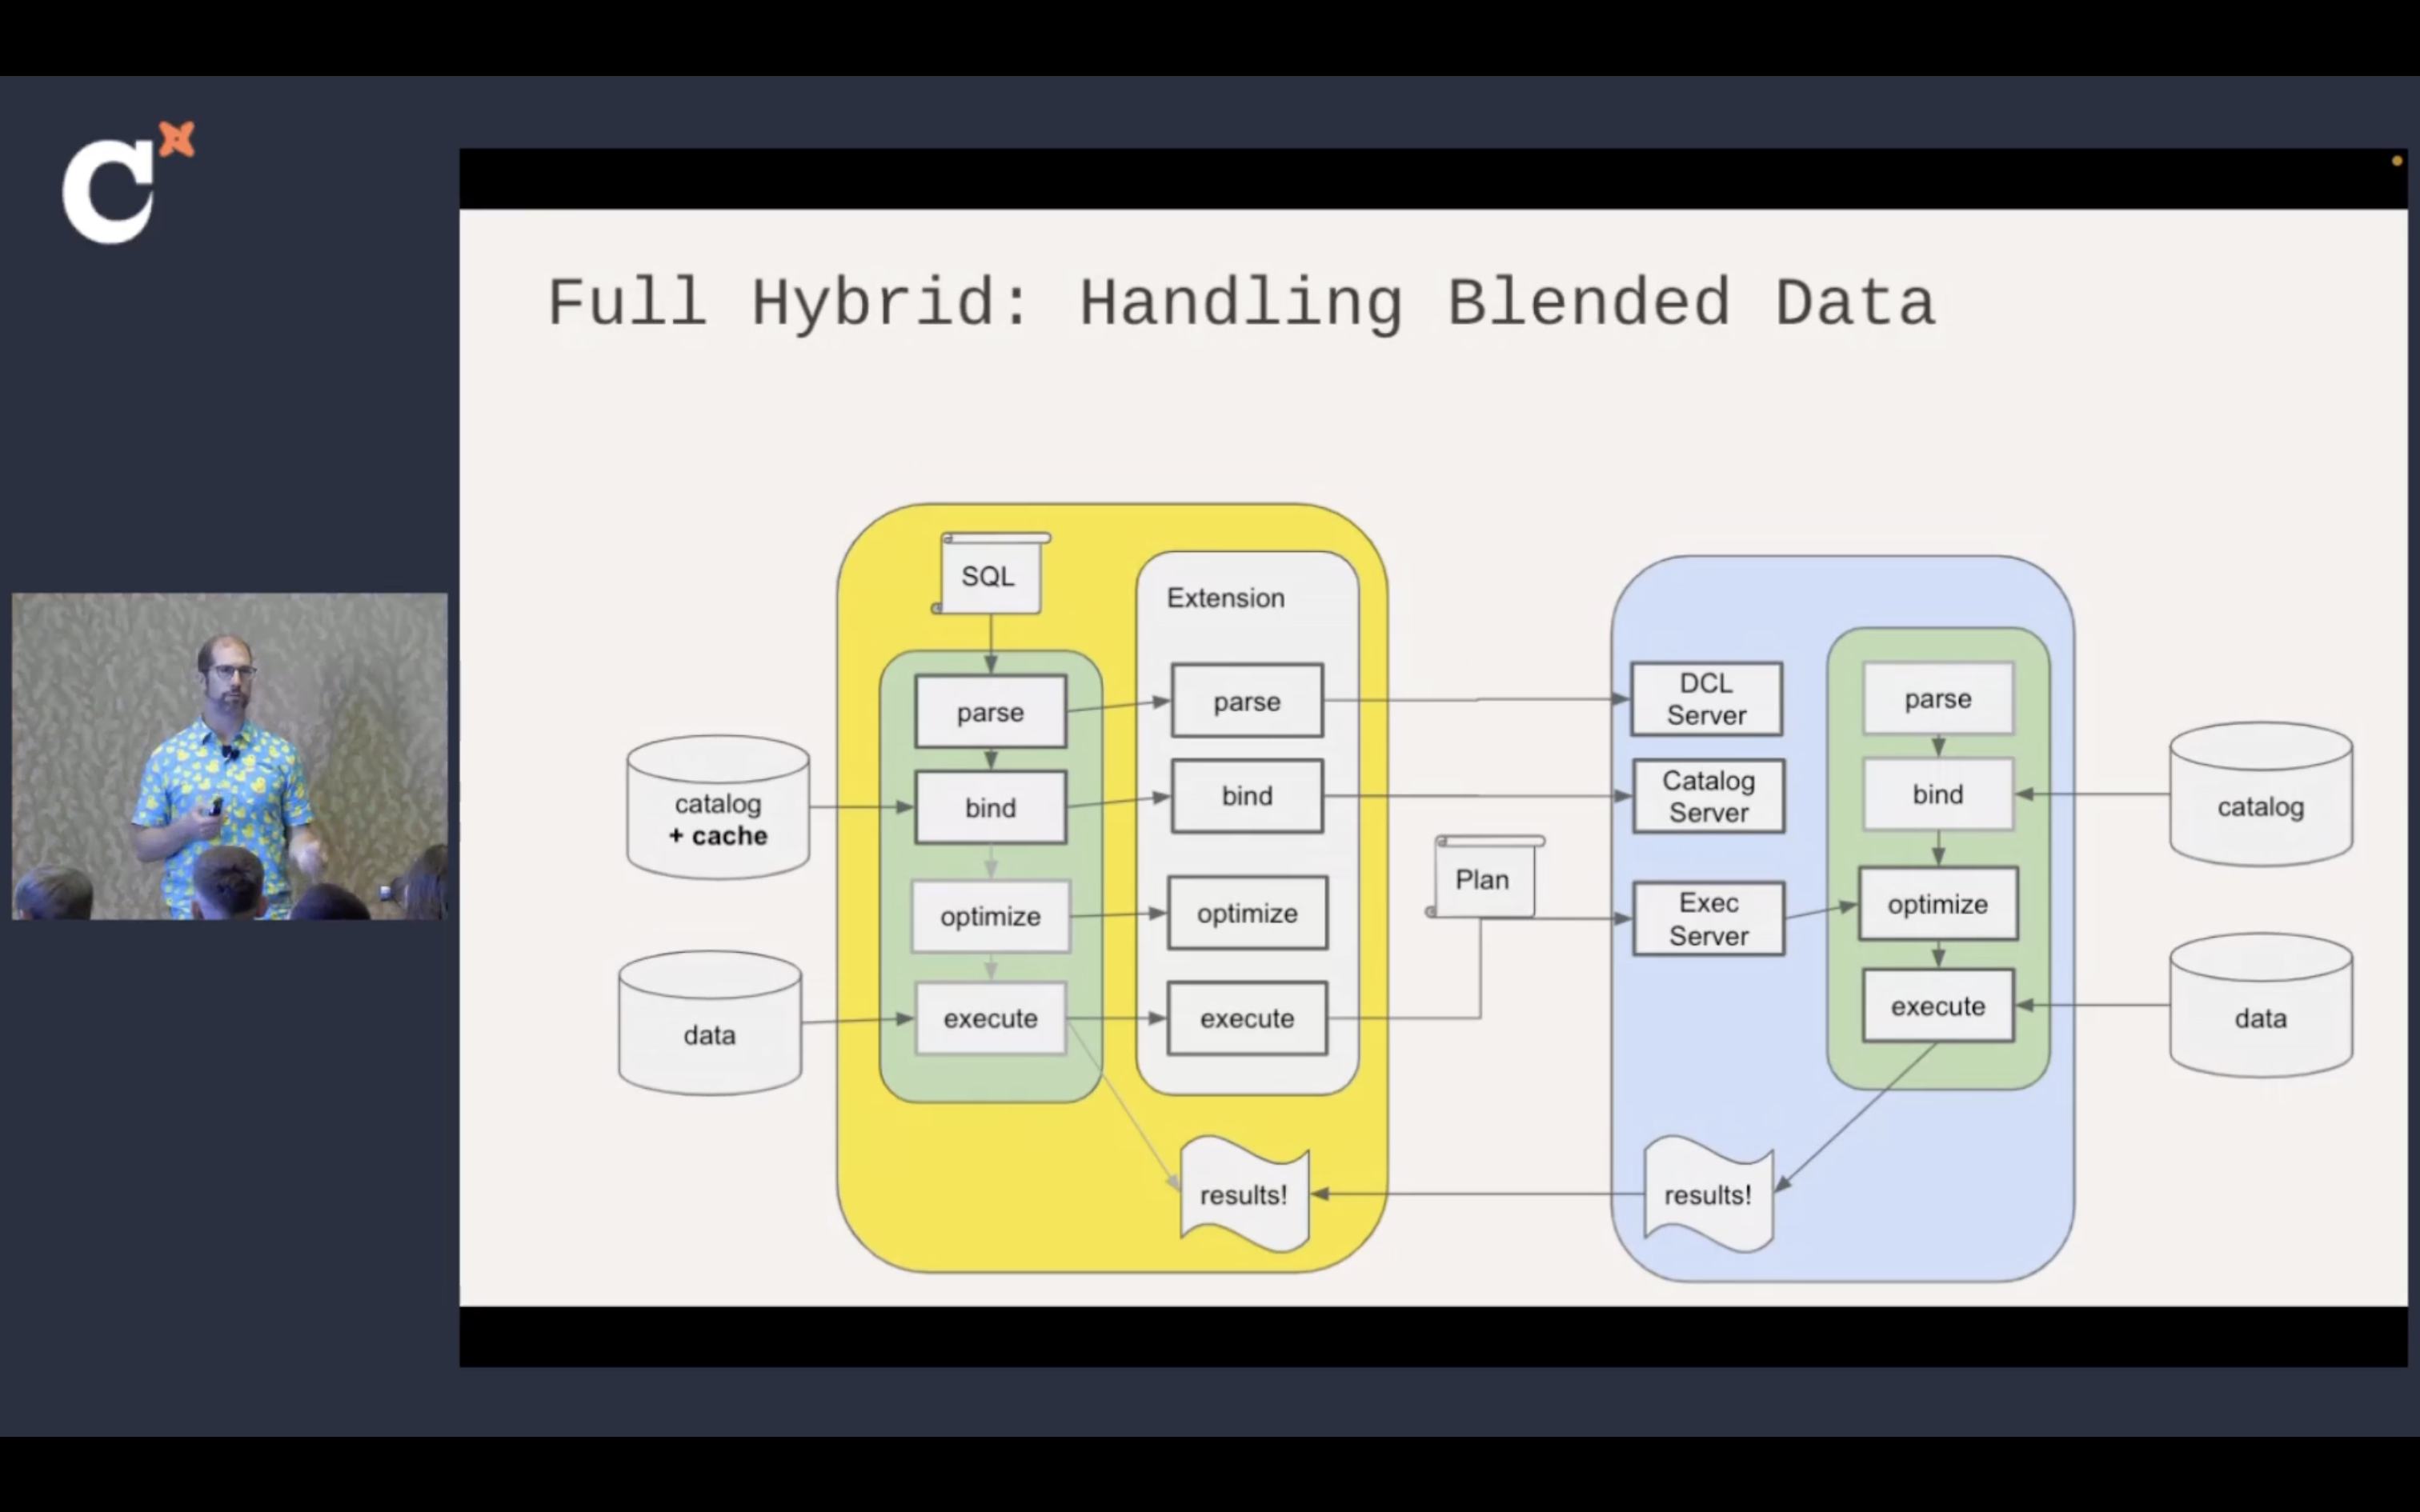 C
Full Hybrid: Handling Blended Data
SQL
Extension
parse
parse
bind
bind
optimize
optimize
execute
execute
catalog
+ cache
data
results!
Plan
DCL
Server
Catalog
Server
Exec
Server
parse
bind
optimize
execute
catalog
data
results!